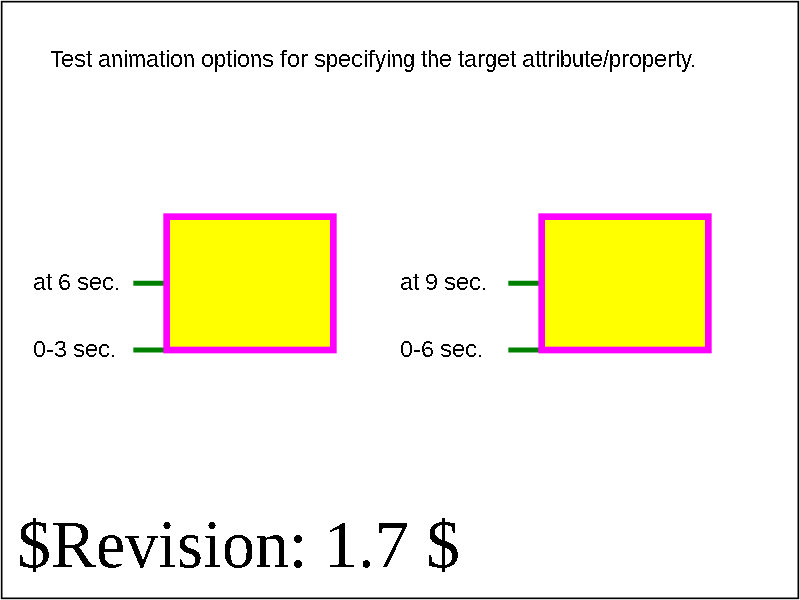 Test animation options for specifying the target attribute/property.
at 6 sec.
at 9 sec.
0-3 sec.
0-6 sec.
$Revision: 1.7 $